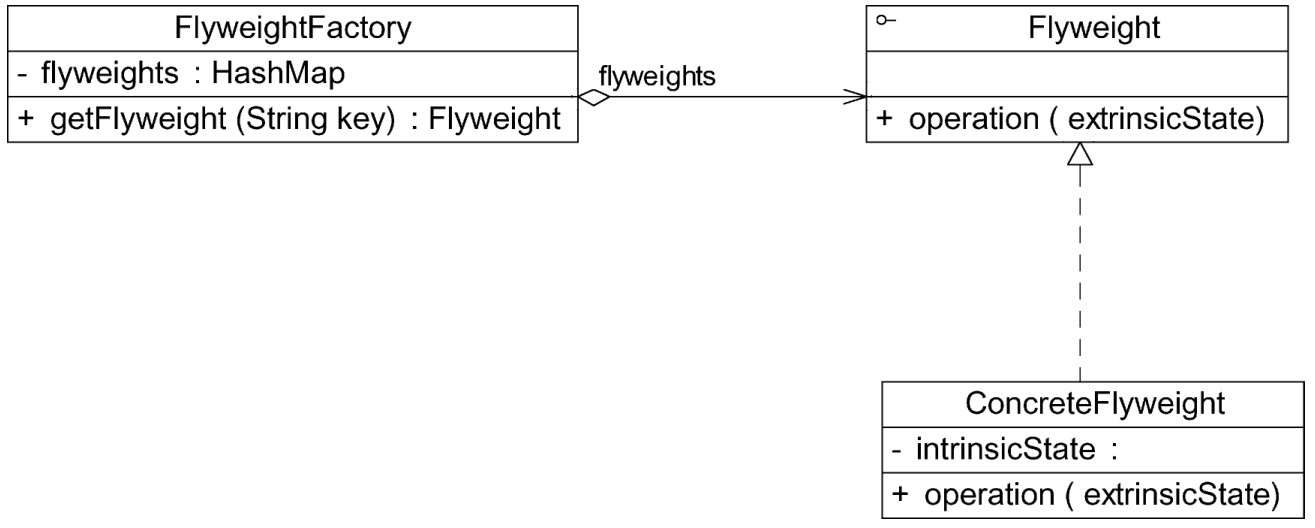 FlyweightFactory
- flyweights : HashMap
+ getFlyweight (String key) : Flyweight
flyweights
Flyweight
+ operation ( extrinsicState)
ConcreteFlyweight
- intrinsicState :
+ operation ( extrinsicState)